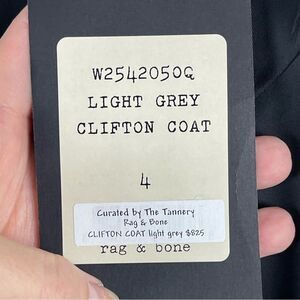 W2542050Q
LIGHT GREY
CLIFTON COAT
4
Curated by The Tannery
Rag & Bone
CLIFTON COAT light grey $825
rag & bone